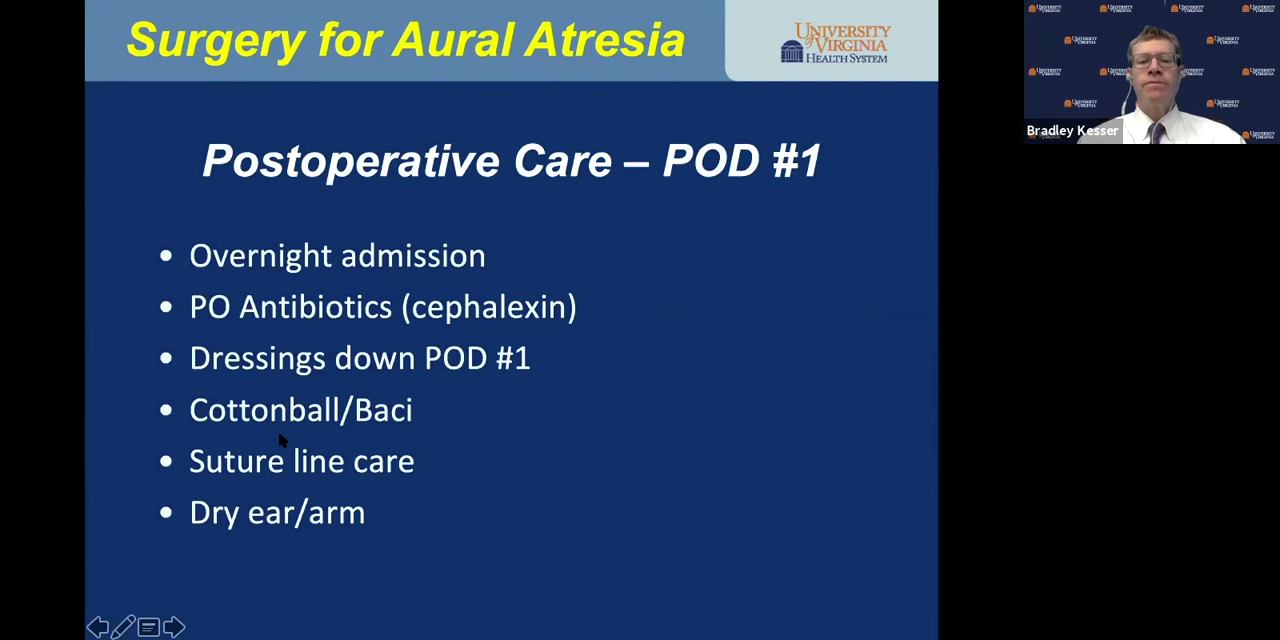 Surgery for Aural Atresia
UNIVERSITY
of VIRGINIA
HEALTH SYSTEM
Postoperative Care – POD #1
• Overnight admission
• PO Antibiotics (cephalexin)
• Dressings down POD #1
• Cottonball/Baci
• Suture line care
• Dry ear/arm
Bradley Kesser